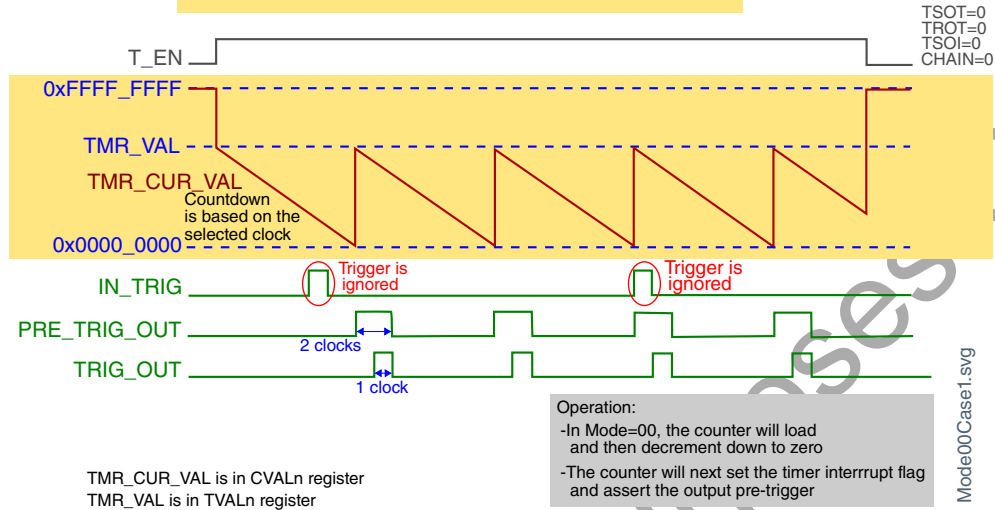 TSOT=0
TROT=0
TSOI=0
CHAIN=0
T_EN
0xFFFF_FFFF
TMR_VAL
TMR_CUR_VAL
Countdown
is based on the
selected clock
0x0000_0000
IN_TRIG
Trigger is
ignored
Trigger is
ignored
PRE_TRIG_OUT
2 clocks
TRIG_OUT
1 clock
Operation:
-In Mode=00, the counter will load
and then decrement down to zero
-The counter will next set the timer interrrupt flag
and assert the output pre-trigger
TMR_CUR_VAL is in CVALn register
TMR_VAL is in TVALn register
Mode00Case1.svg